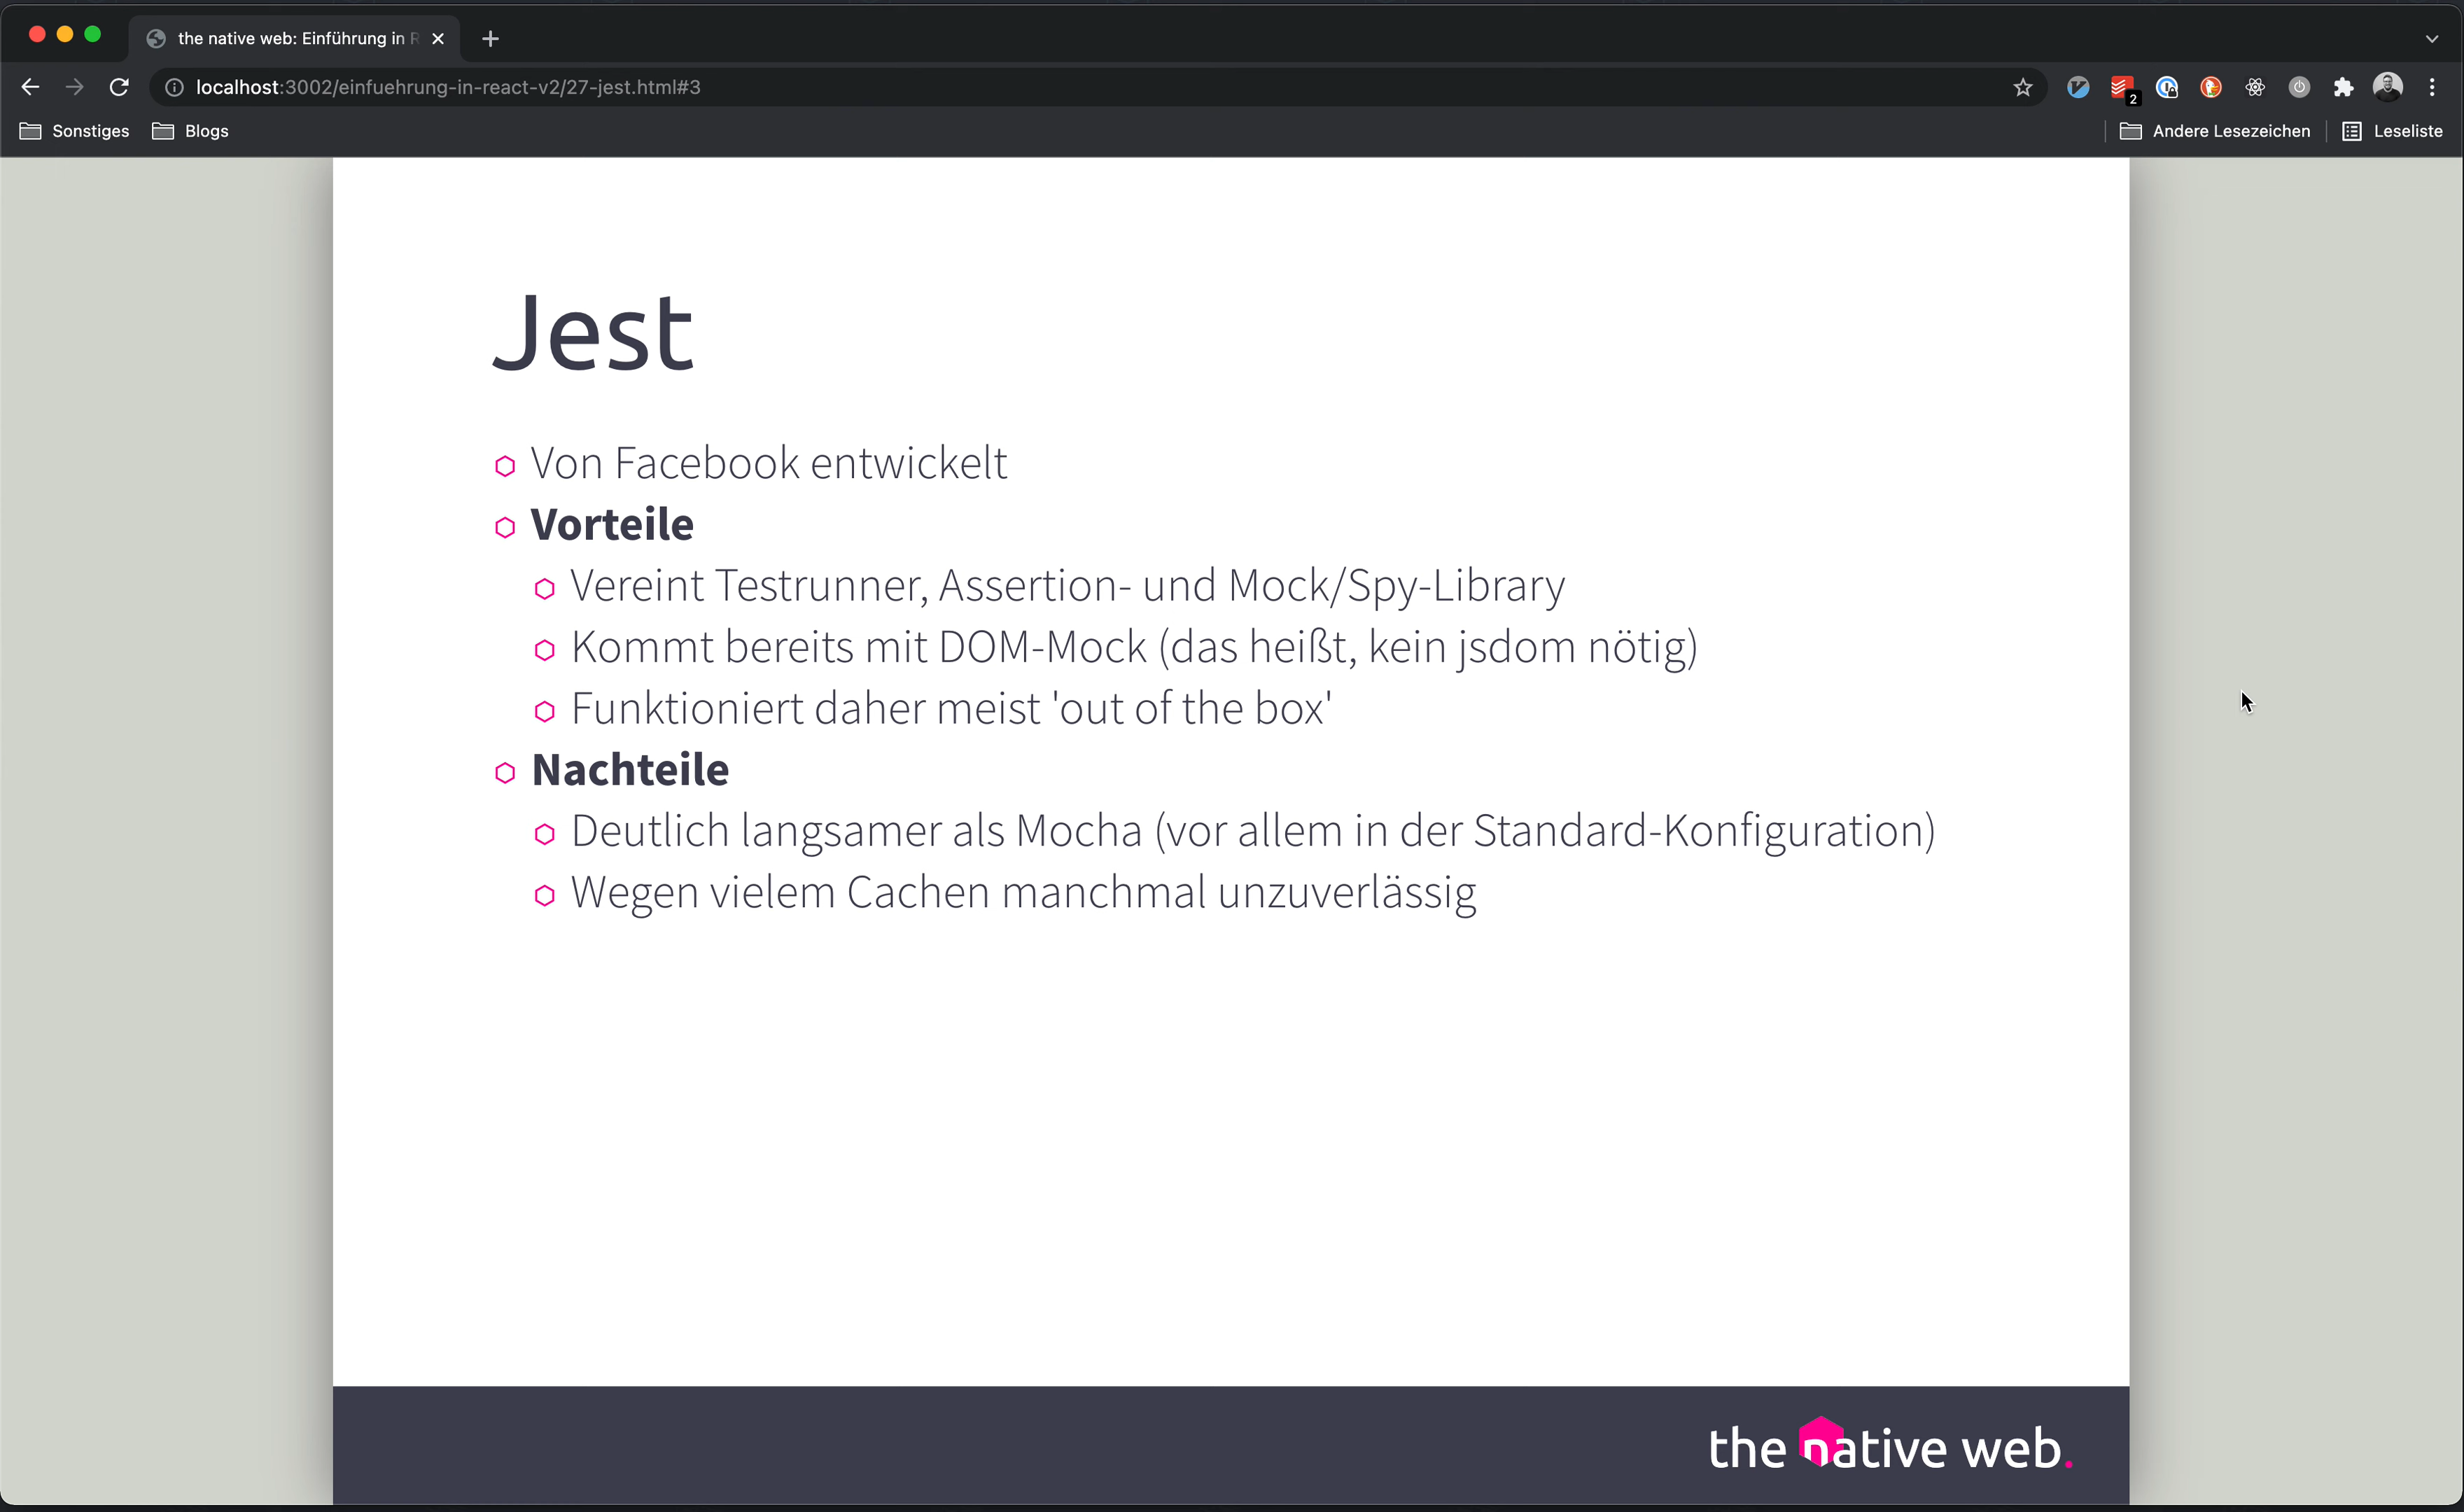 the native web: Einführung in R
localhost:3002/einfuehrung-in-react-v2/27-jest.html#3
2
Sonstiges
Blogs
Andere Lesezeichen
Leseliste
Jest
Von Facebook entwickelt
Vorteile
Vereint Testrunner, Assertion- und Mock/Spy-Library
Kommt bereits mit DOM-Mock (das heißt, kein jsdom nötig)
Funktioniert daher meist 'out of the box'
Nachteile
Deutlich langsamer als Mocha (vor allem in der Standard-Konfiguration)
Wegen vielem Cachen manchmal unzuverlässig
the native web.